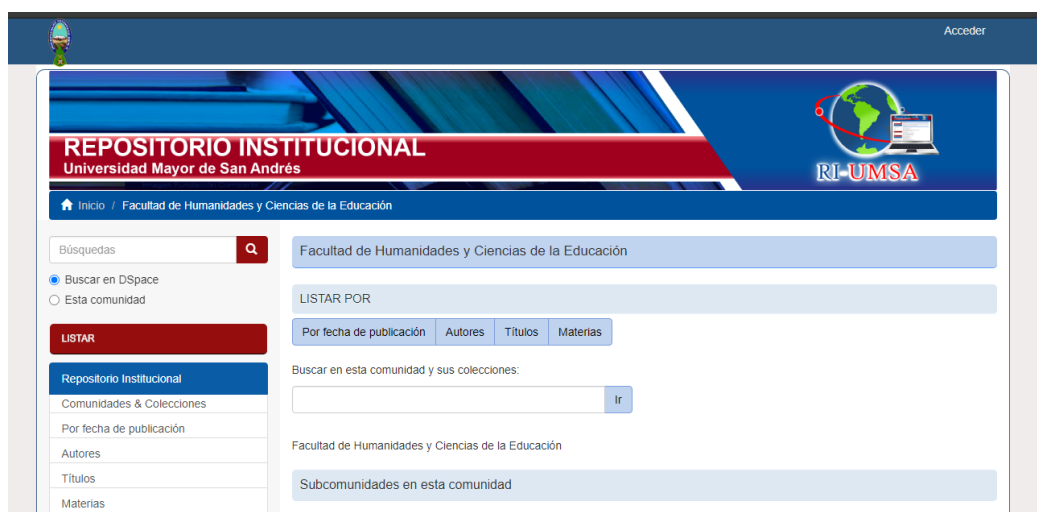 Acceder
REPOSITORIO INSTITUCIONAL
Universidad Mayor de San Andrés
RI-UMSA
Inicio / Facultad de Humanidades y Ciencias de la Educación
Búsquedas
Buscar en DSpace
Esta comunidad
LISTAR
Repositorio Institucional
Comunidades & Colecciones
Por fecha de publicación
Autores
Títulos
Materias
Facultad de Humanidades y Ciencias de la Educación
LISTAR POR
Por fecha de publicación Autores Títulos Materias
Buscar en esta comunidad y sus colecciones:
Ir
Facultad de Humanidades y Ciencias de la Educación
Subcomunidades en esta comunidad